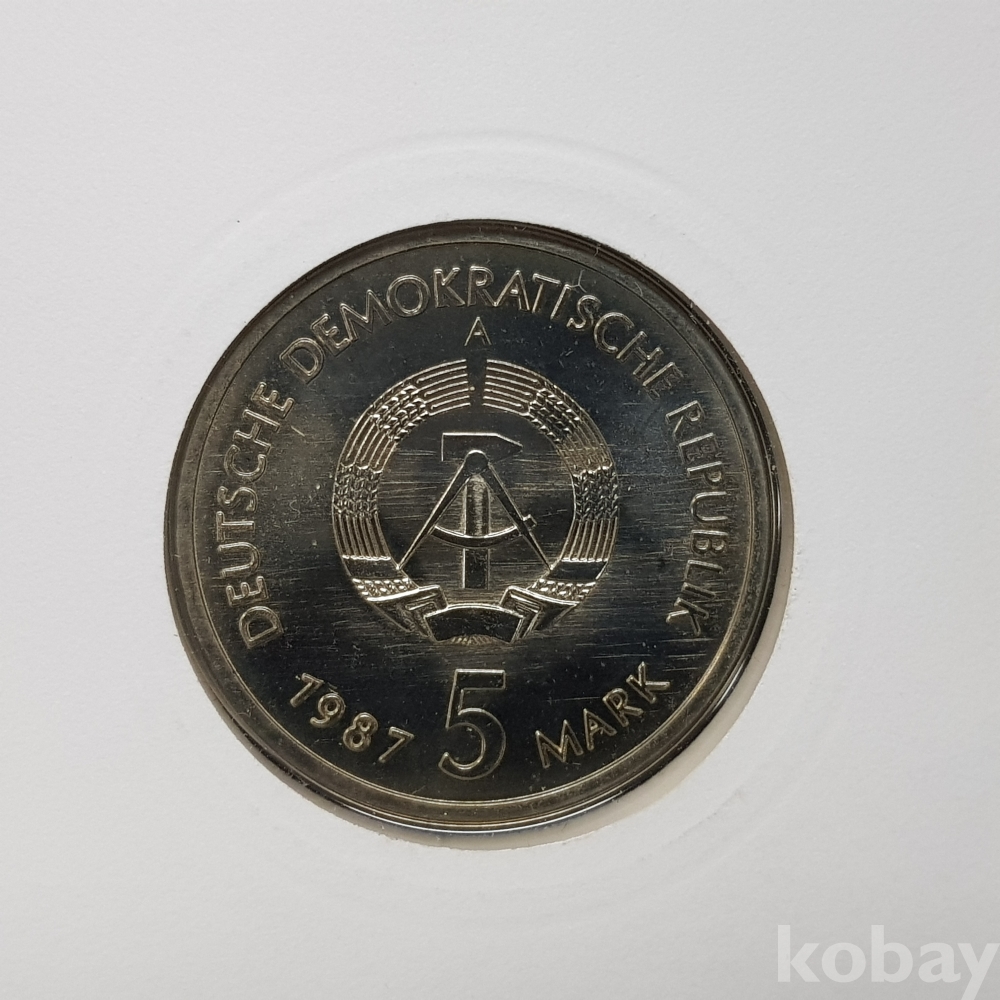 DEUTSCHE DEMOKRATISCHE REPUBLIK
A
1987 5 MARK
kobay